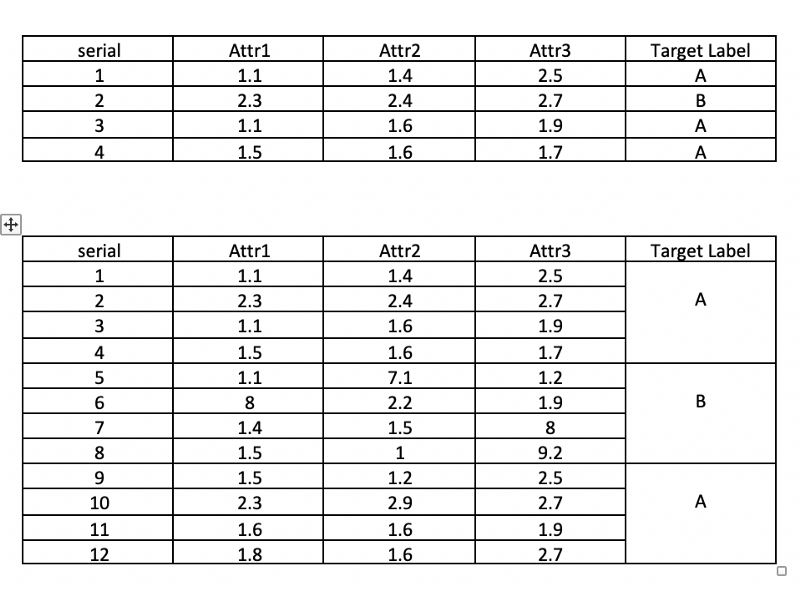 serial Attr1 Attr2 Attr3 Target Label
1 1.1 1.4 2.5 A
2 2.3 2.4 2.7 B
3 1.1 1.6 1.9 A
4 1.5 1.6 1.7 A
serial Attr1 Attr2 Attr3 Target Label
1 1.1 1.4 2.5
2 2.3 2.4 2.7 A
3 1.1 1.6 1.9
4 1.5 1.6 1.7
5 1.1 7.1 1.2
6 8 2.2 1.9 B
7 1.4 1.5 8
8 1.5 1 9.2
9 1.5 1.2 2.5
10 2.3 2.9 2.7 A
11 1.6 1.6 1.9
12 1.8 1.6 2.7